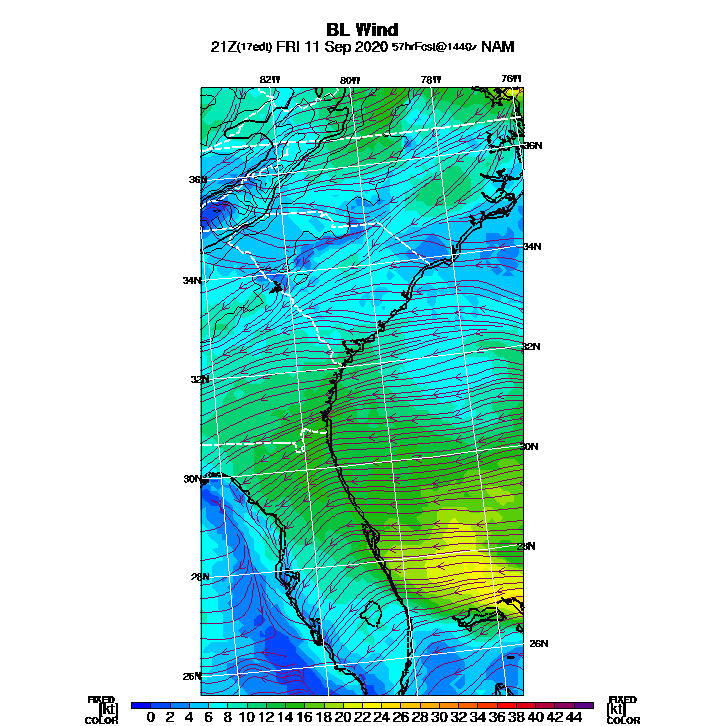 BL Wind
21Z(17edt) FRI 11 Sep 2020 57hrFcst@1440z NAM
82W 80W 78W 76W
36N
36N
34N
34N
32N
32N
30N
30N
28N
28N
26N
26N
FIXED FIXED
[kt] 0 2 4 6 8 10 12 14 16 18 20 22 24 26 28 30 32 34 36 38 40 42 44 [kt]
COLOR COLOR